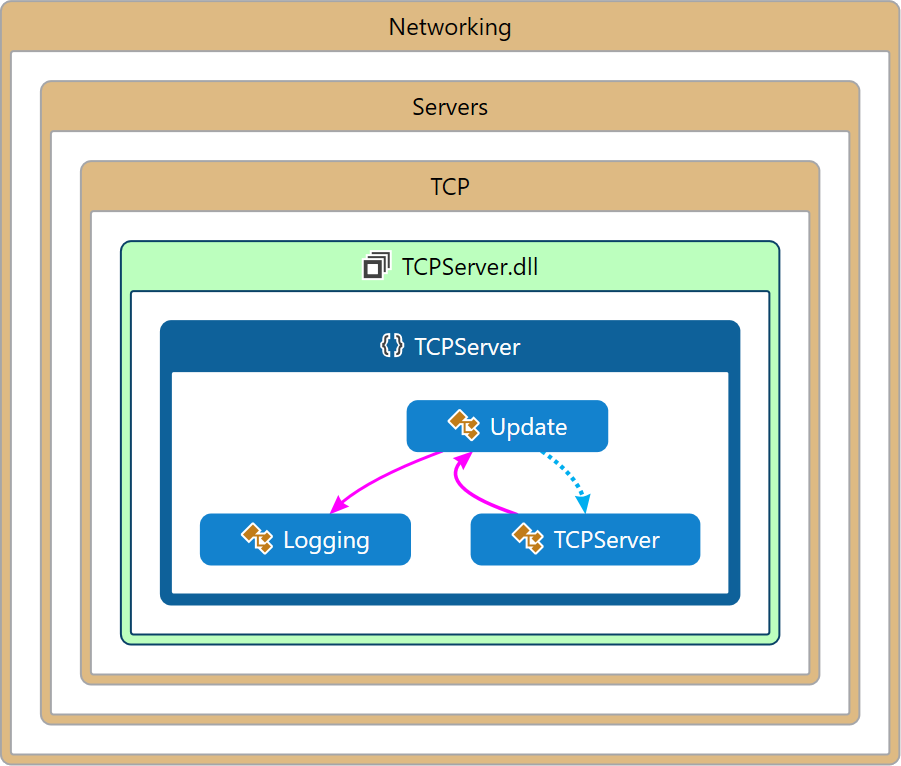 Networking
Servers
TCP
TCPServer.dll
{} TCPServer
Update
Logging
TCPServer